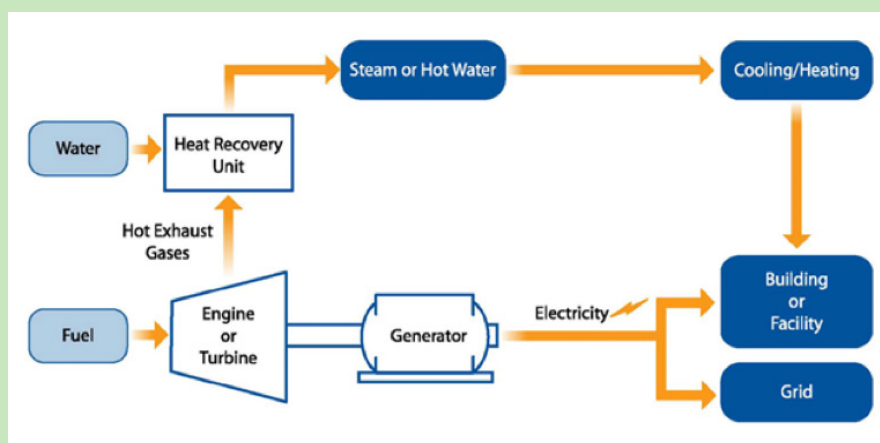 Steam or Hot Water
Cooling/Heating
Water
Heat Recovery
Unit
Hot Exhaust
Gases
Fuel
Engine
or
Turbine
Generator
Electricity
Building
or
Facility
Grid